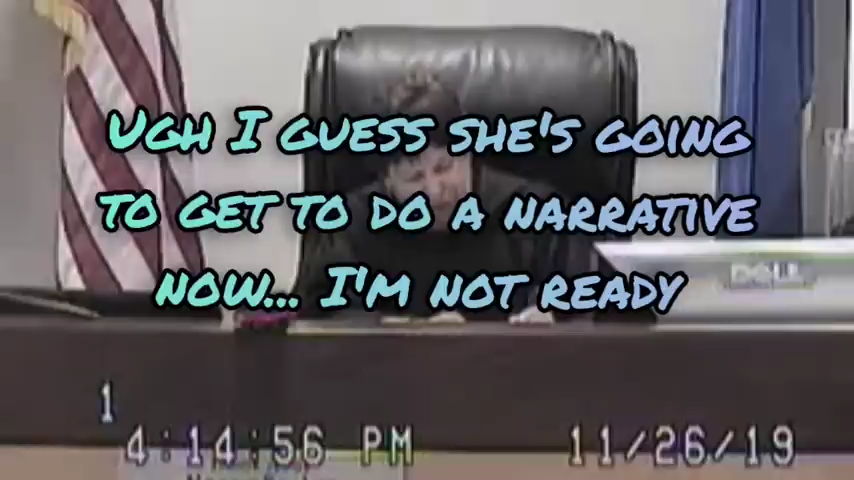 Ugh I guess she's going
to get to do a narrative
now... I'm not ready
DELL
1
4:14:56 PM 11/26/19